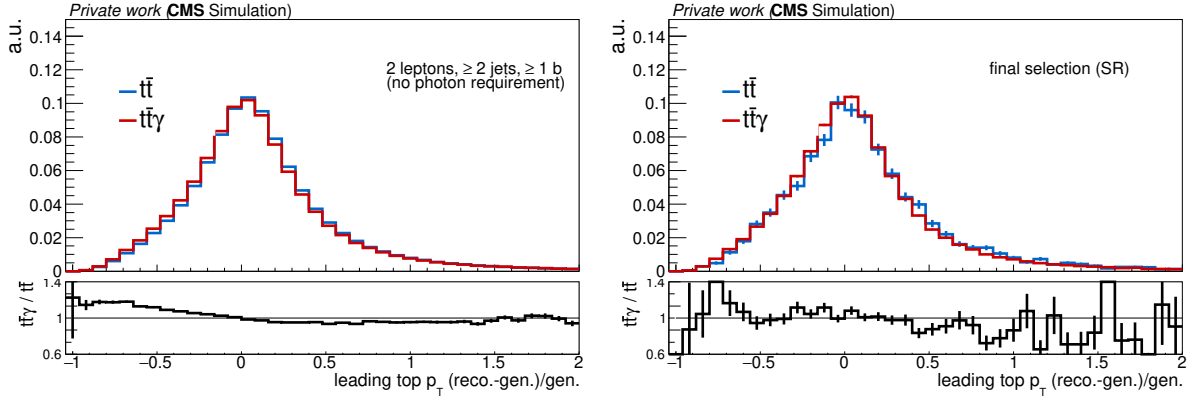 Private work (CMS Simulation)
a.u.
0.14
0.12
0.1
0.08
0.06
0.04
0.02
0
2 leptons, ≥ 2 jets, ≥ 1 b
(no photon requirement)
tt̄
tt̄γ
tt̄γ / tt̄
1.4
1
0.6
−1 −0.5 0 0.5 1 1.5 2
leading top p_T (reco.-gen.)/gen.
Private work (CMS Simulation)
a.u.
0.14
0.12
0.1
0.08
0.06
0.04
0.02
0
final selection (SR)
tt̄
tt̄γ
tt̄γ / tt̄
1.4
1
0.6
−1 −0.5 0 0.5 1 1.5 2
leading top p_T (reco.-gen.)/gen.